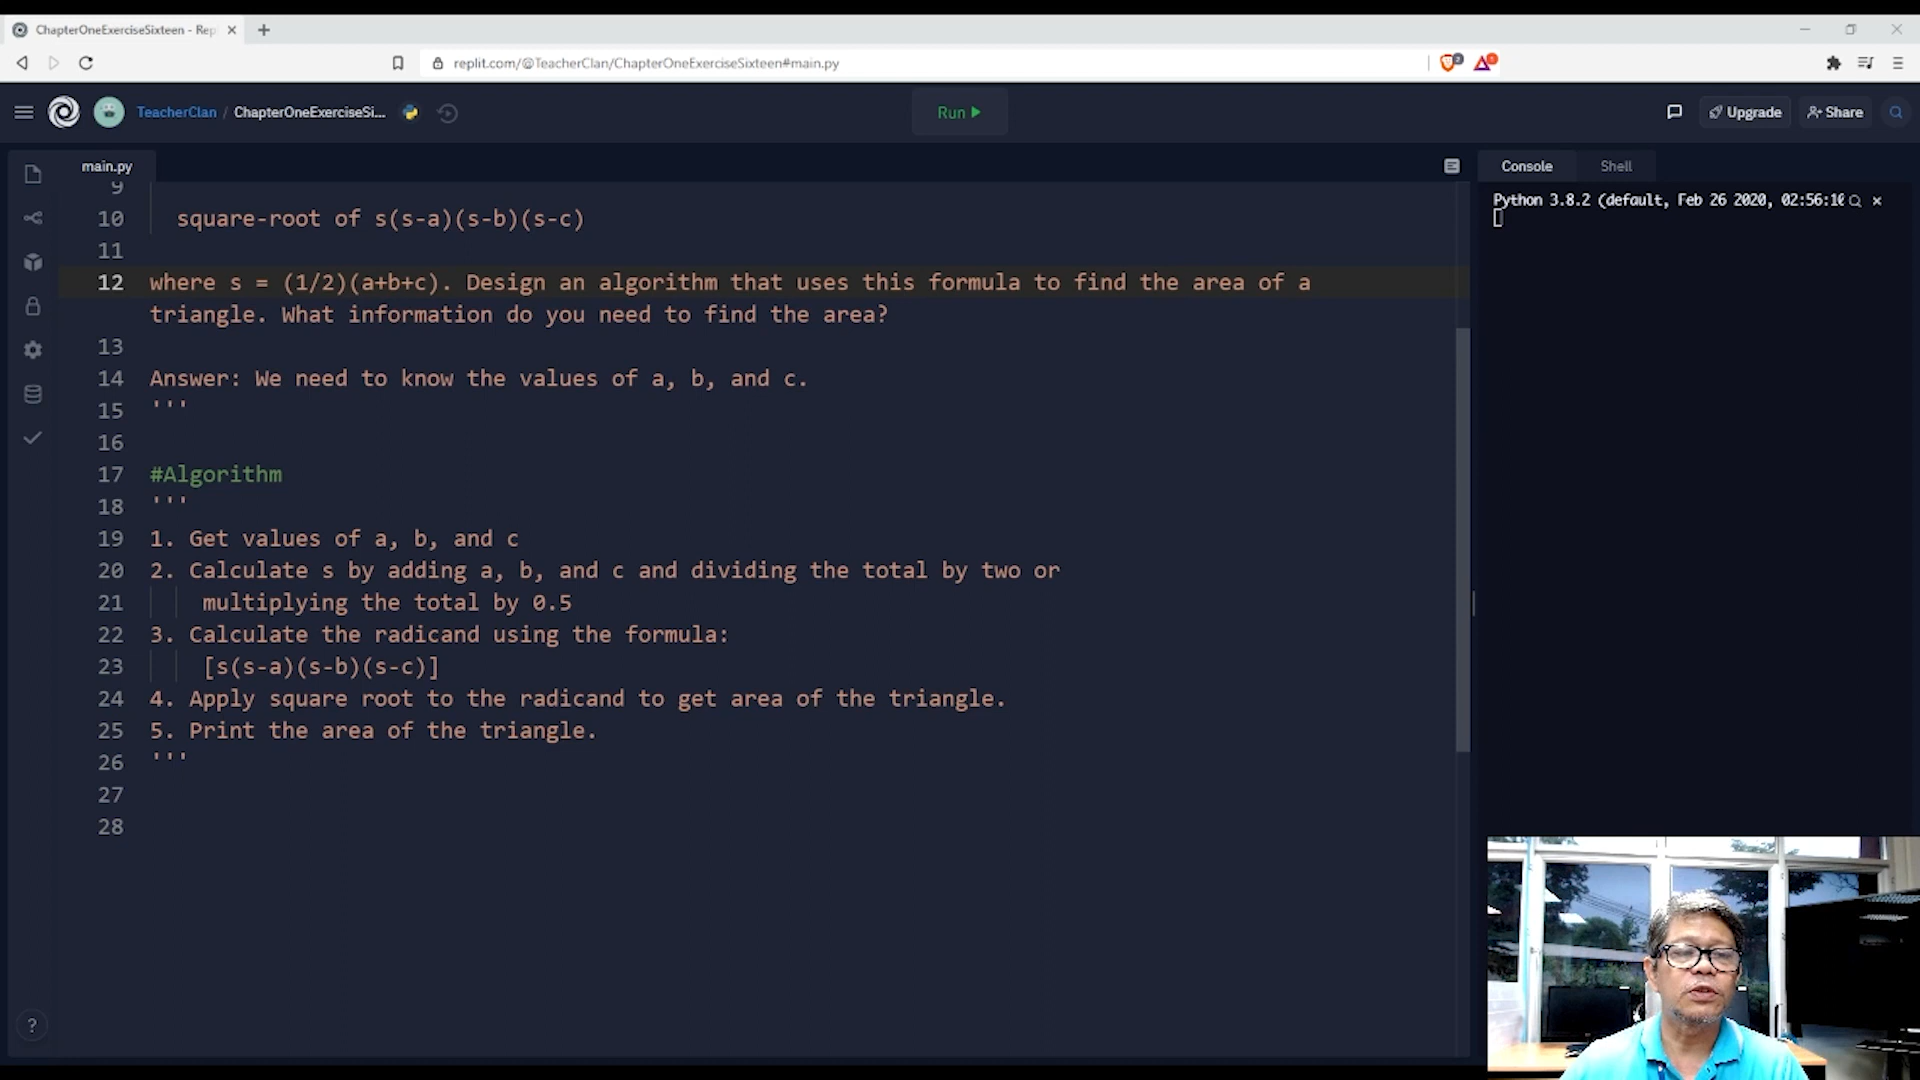 ChapterOneExerciseSixteen - Rep
replit.com/@TeacherClan/ChapterOneExerciseSixteen#main.py
TeacherClan / ChapterOneExerciseSi...
Run
Upgrade
Share
main.py
Console
Shell
9
10 square-root of s(s-a)(s-b)(s-c)
11
12 where s = (1/2)(a+b+c). Design an algorithm that uses this formula to find the area of a
triangle. What information do you need to find the area?
13
14 Answer: We need to know the values of a, b, and c.
15 '''
16
17 #Algorithm
18 '''
19 1. Get values of a, b, and c
20 2. Calculate s by adding a, b, and c and dividing the total by two or
21 multiplying the total by 0.5
22 3. Calculate the radicand using the formula:
23 [s(s-a)(s-b)(s-c)]
24 4. Apply square root to the radicand to get area of the triangle.
25 5. Print the area of the triangle.
26 '''
27
28
Python 3.8.2 (default, Feb 26 2020, 02:56:10
?